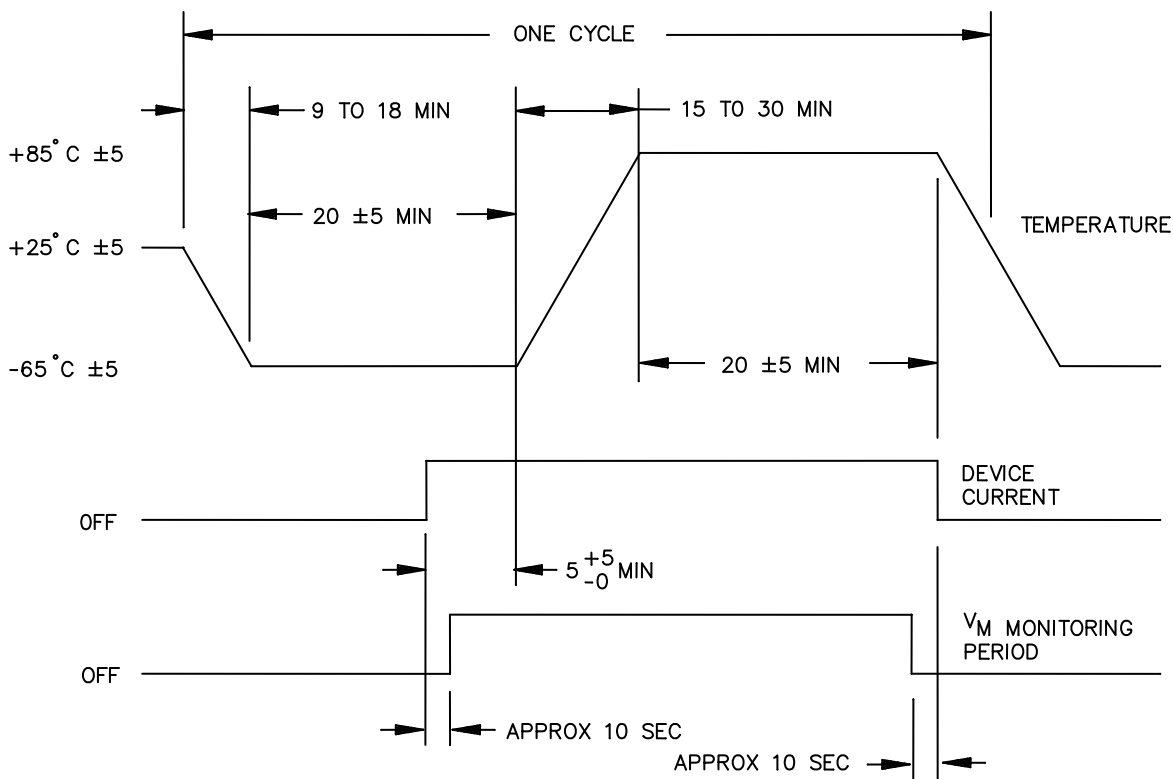 ONE CYCLE
9 TO 18 MIN
15 TO 30 MIN
+85°C ±5
20 ±5 MIN
TEMPERATURE
+25°C ±5
-65°C ±5
20 ±5 MIN
DEVICE
CURRENT
OFF
5 +5 -0 MIN
VM MONITORING
PERIOD
OFF
APPROX 10 SEC
APPROX 10 SEC